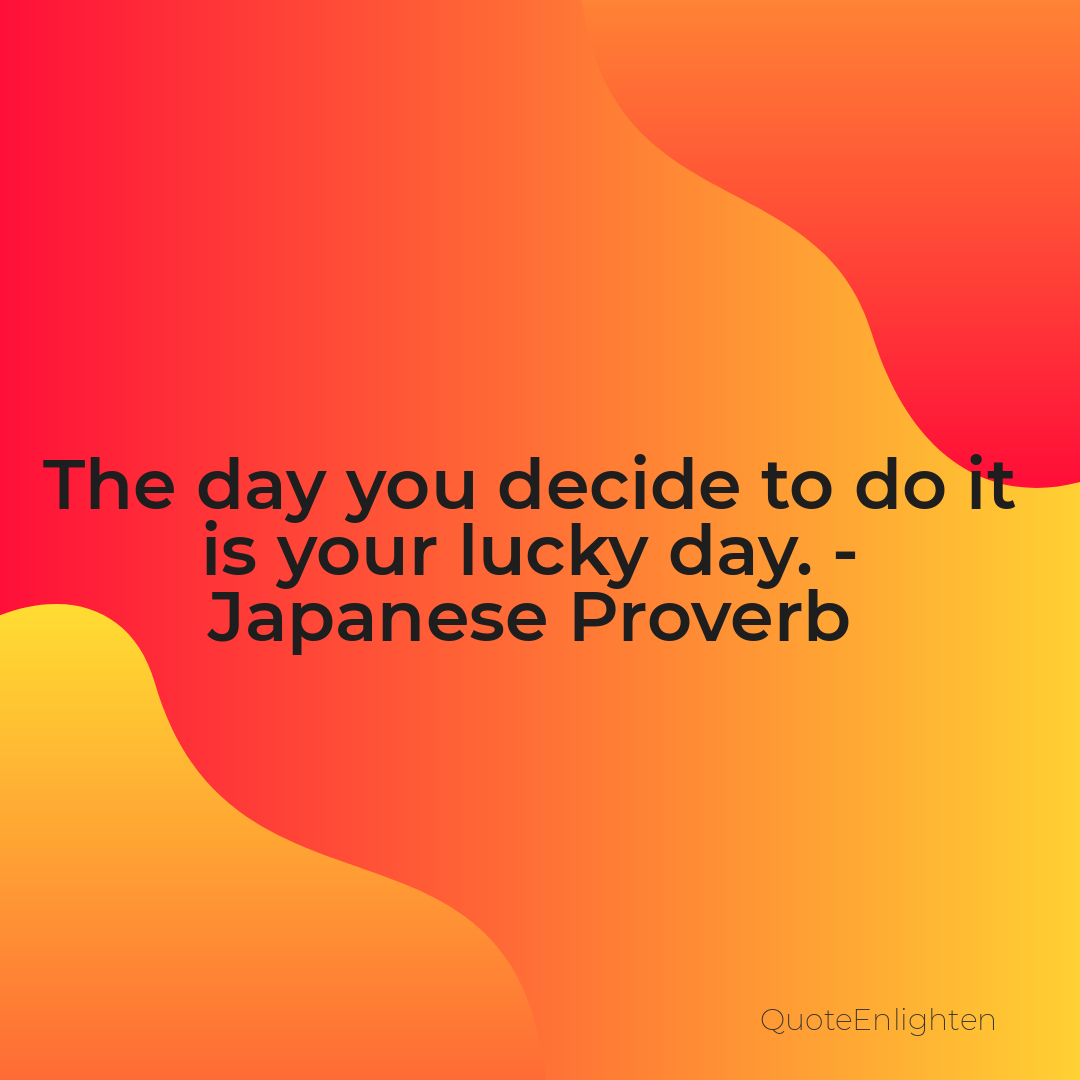 The day you decide to do it
is your lucky day. -
Japanese Proverb
QuoteEnlighten